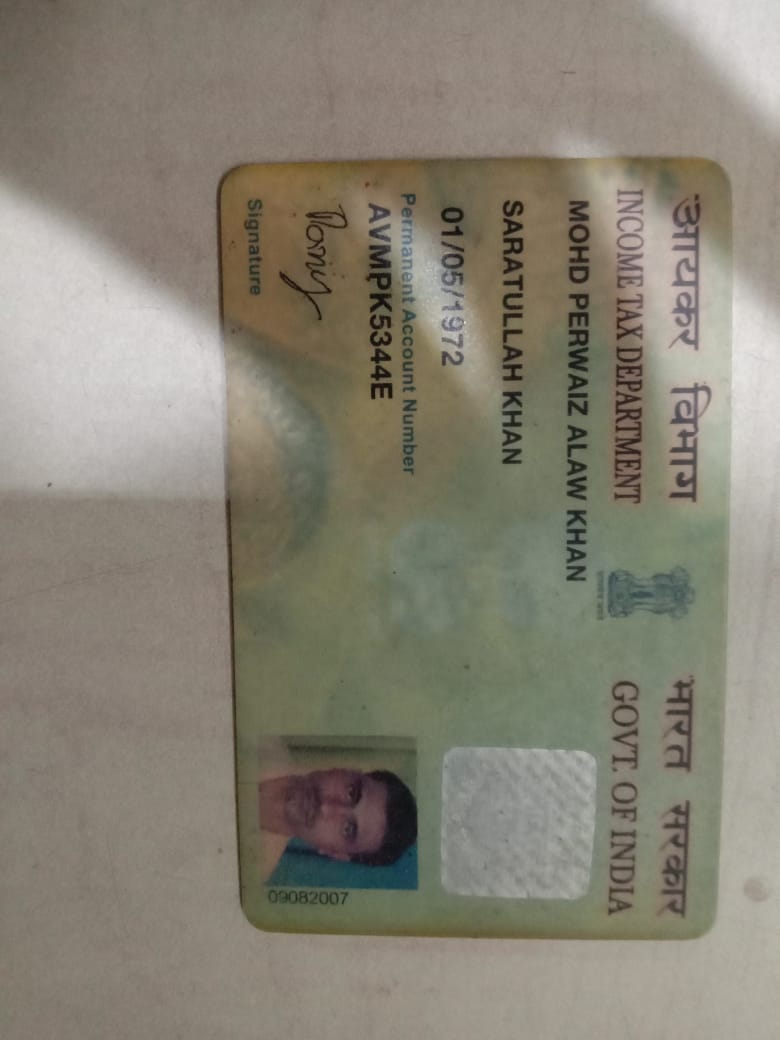 आयकर विभाग
INCOME TAX DEPARTMENT
भारत सरकार
GOVT. OF INDIA
MOHD PERWAIZ ALAW KHAN
SARATULLAH KHAN
01/05/1972
Permanent Account Number
AVMPK5344E
Signature
09082007